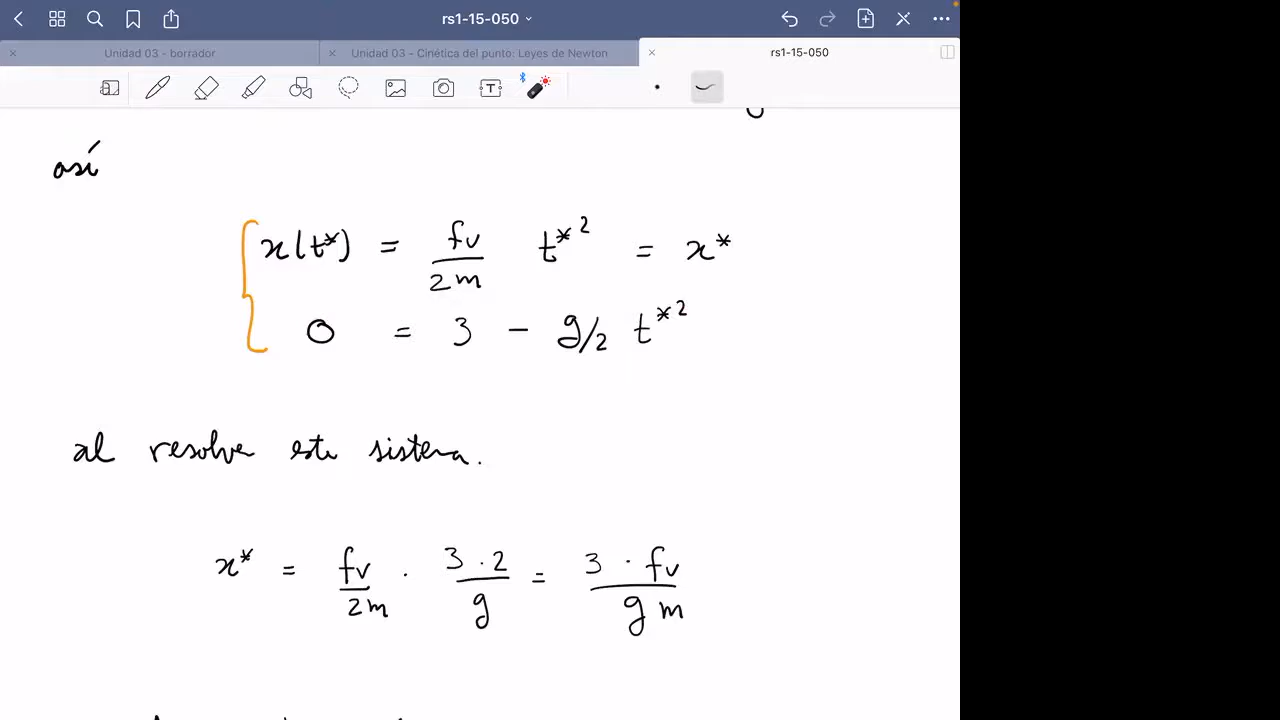 rs1-15-050
Unidad 03 - borrador
Unidad 03 - Cinética del punto: Leyes de Newton
rs1-15-050
así
x(t*) = fv/2m t*² = x*
0 = 3 - g/2 t*²
al resolver este sistema.
x* = fv/2m · 3·2/g = 3·fv/gm